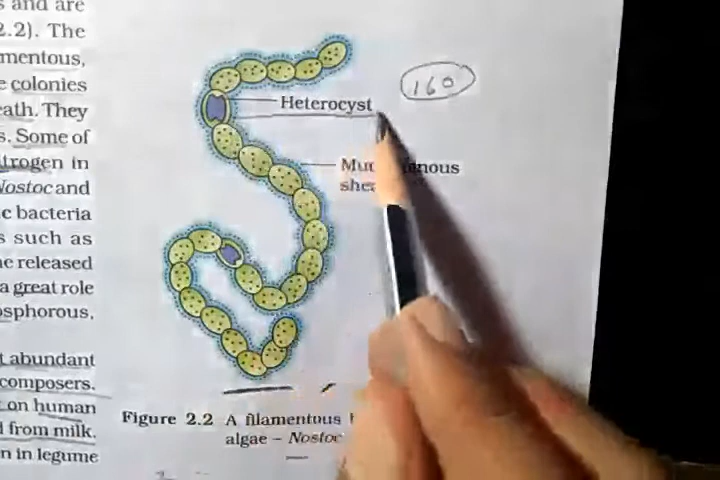 s and are
2.2). The
mentous,
e colonies
eath. They
s. Some of
trogen in
Nostoc and
c bacteria
s such as
he released
a great role
osphorous,
t abundant
composers.
on human
d from milk.
n in legume
160
Heterocyst
Figure 2.2 A filamentous
algae – Nostoc